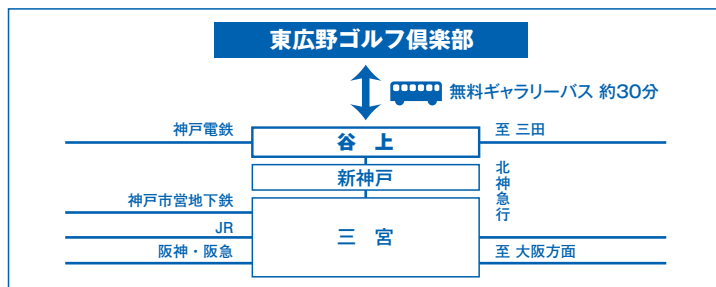 東広野ゴルフ倶楽部
無料ギャラリーバス 約30分
神戸電鉄
谷上
至 三田
新神戸
北神急行
神戸市営地下鉄
JR
三宮
阪神・阪急
至 大阪方面